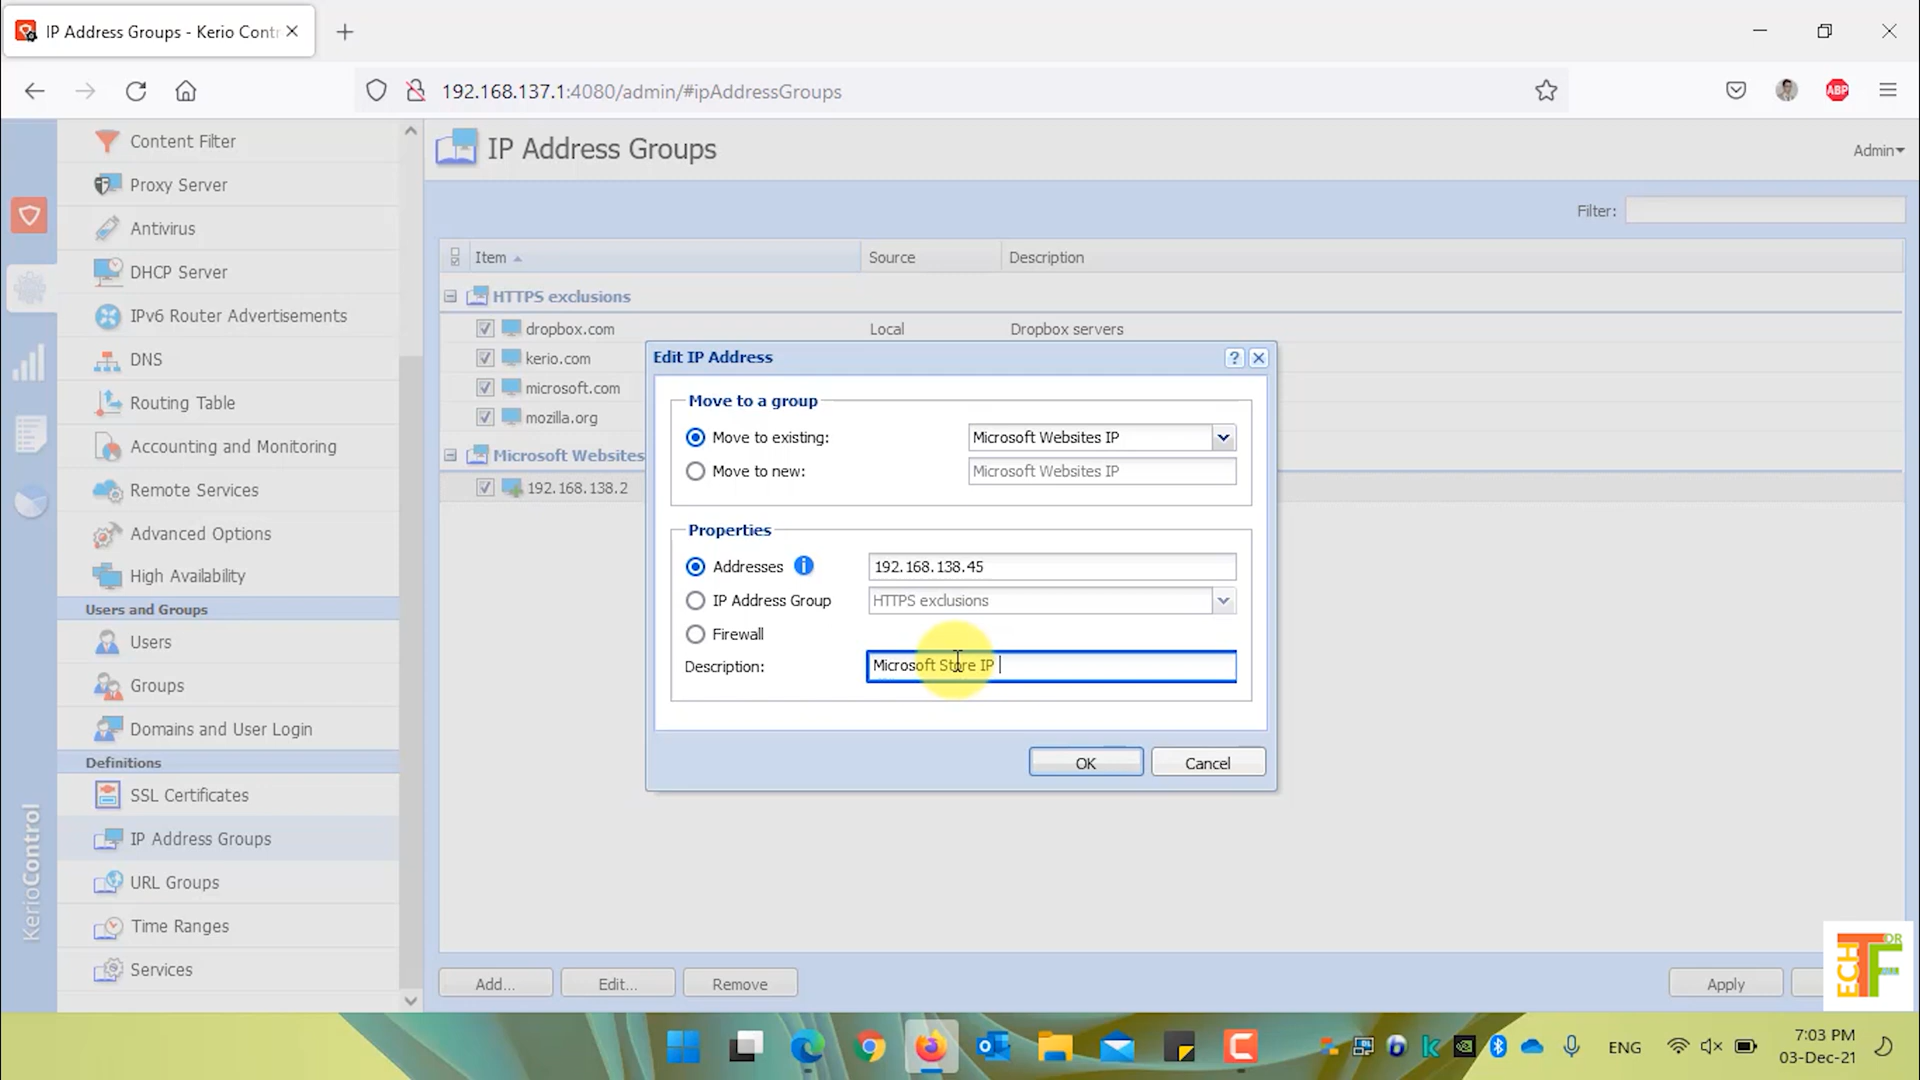 IP Address Groups - Kerio Contr
192.168.137.1:4080/admin/#ipAddressGroups
ABP
Content Filter
Proxy Server
Antivirus
DHCP Server
IPv6 Router Advertisements
DNS
Routing Table
Accounting and Monitoring
Remote Services
Advanced Options
High Availability
Users and Groups
Users
Groups
Domains and User Login
Definitions
SSL Certificates
IP Address Groups
URL Groups
Time Ranges
Services
KerioControl
IP Address Groups
Admin
Filter:
Item Source Description
HTTPS exclusions
dropbox.com Local Dropbox servers
kerio.com
microsoft.com
mozilla.org
Microsoft Websites
192.168.138.2
Edit IP Address
?
Move to a group
Move to existing: Microsoft Websites IP
Move to new: Microsoft Websites IP
Properties
Addresses i 192.168.138.45
IP Address Group HTTPS exclusions
Firewall
Description: Microsoft Store IP
OK Cancel
Add... Edit... Remove
Apply
ENG
7:03 PM
03-Dec-21